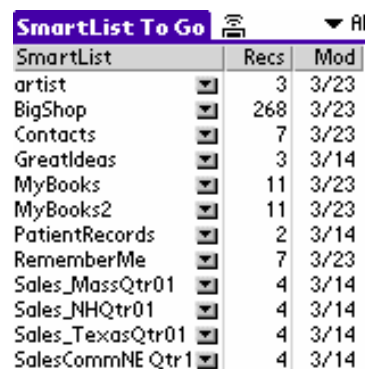 SmartList To Go
SmartList Recs Mod
artist 3 3/23
BigShop 268 3/23
Contacts 7 3/23
GreatIdeas 3 3/14
MyBooks 11 3/23
MyBooks2 11 3/23
PatientRecords 2 3/14
RememberMe 7 3/23
Sales_MassQtr01 4 3/14
Sales_NHQtr01 4 3/14
Sales_TexasQtr01 4 3/14
SalesCommNE Qtr1 4 3/14